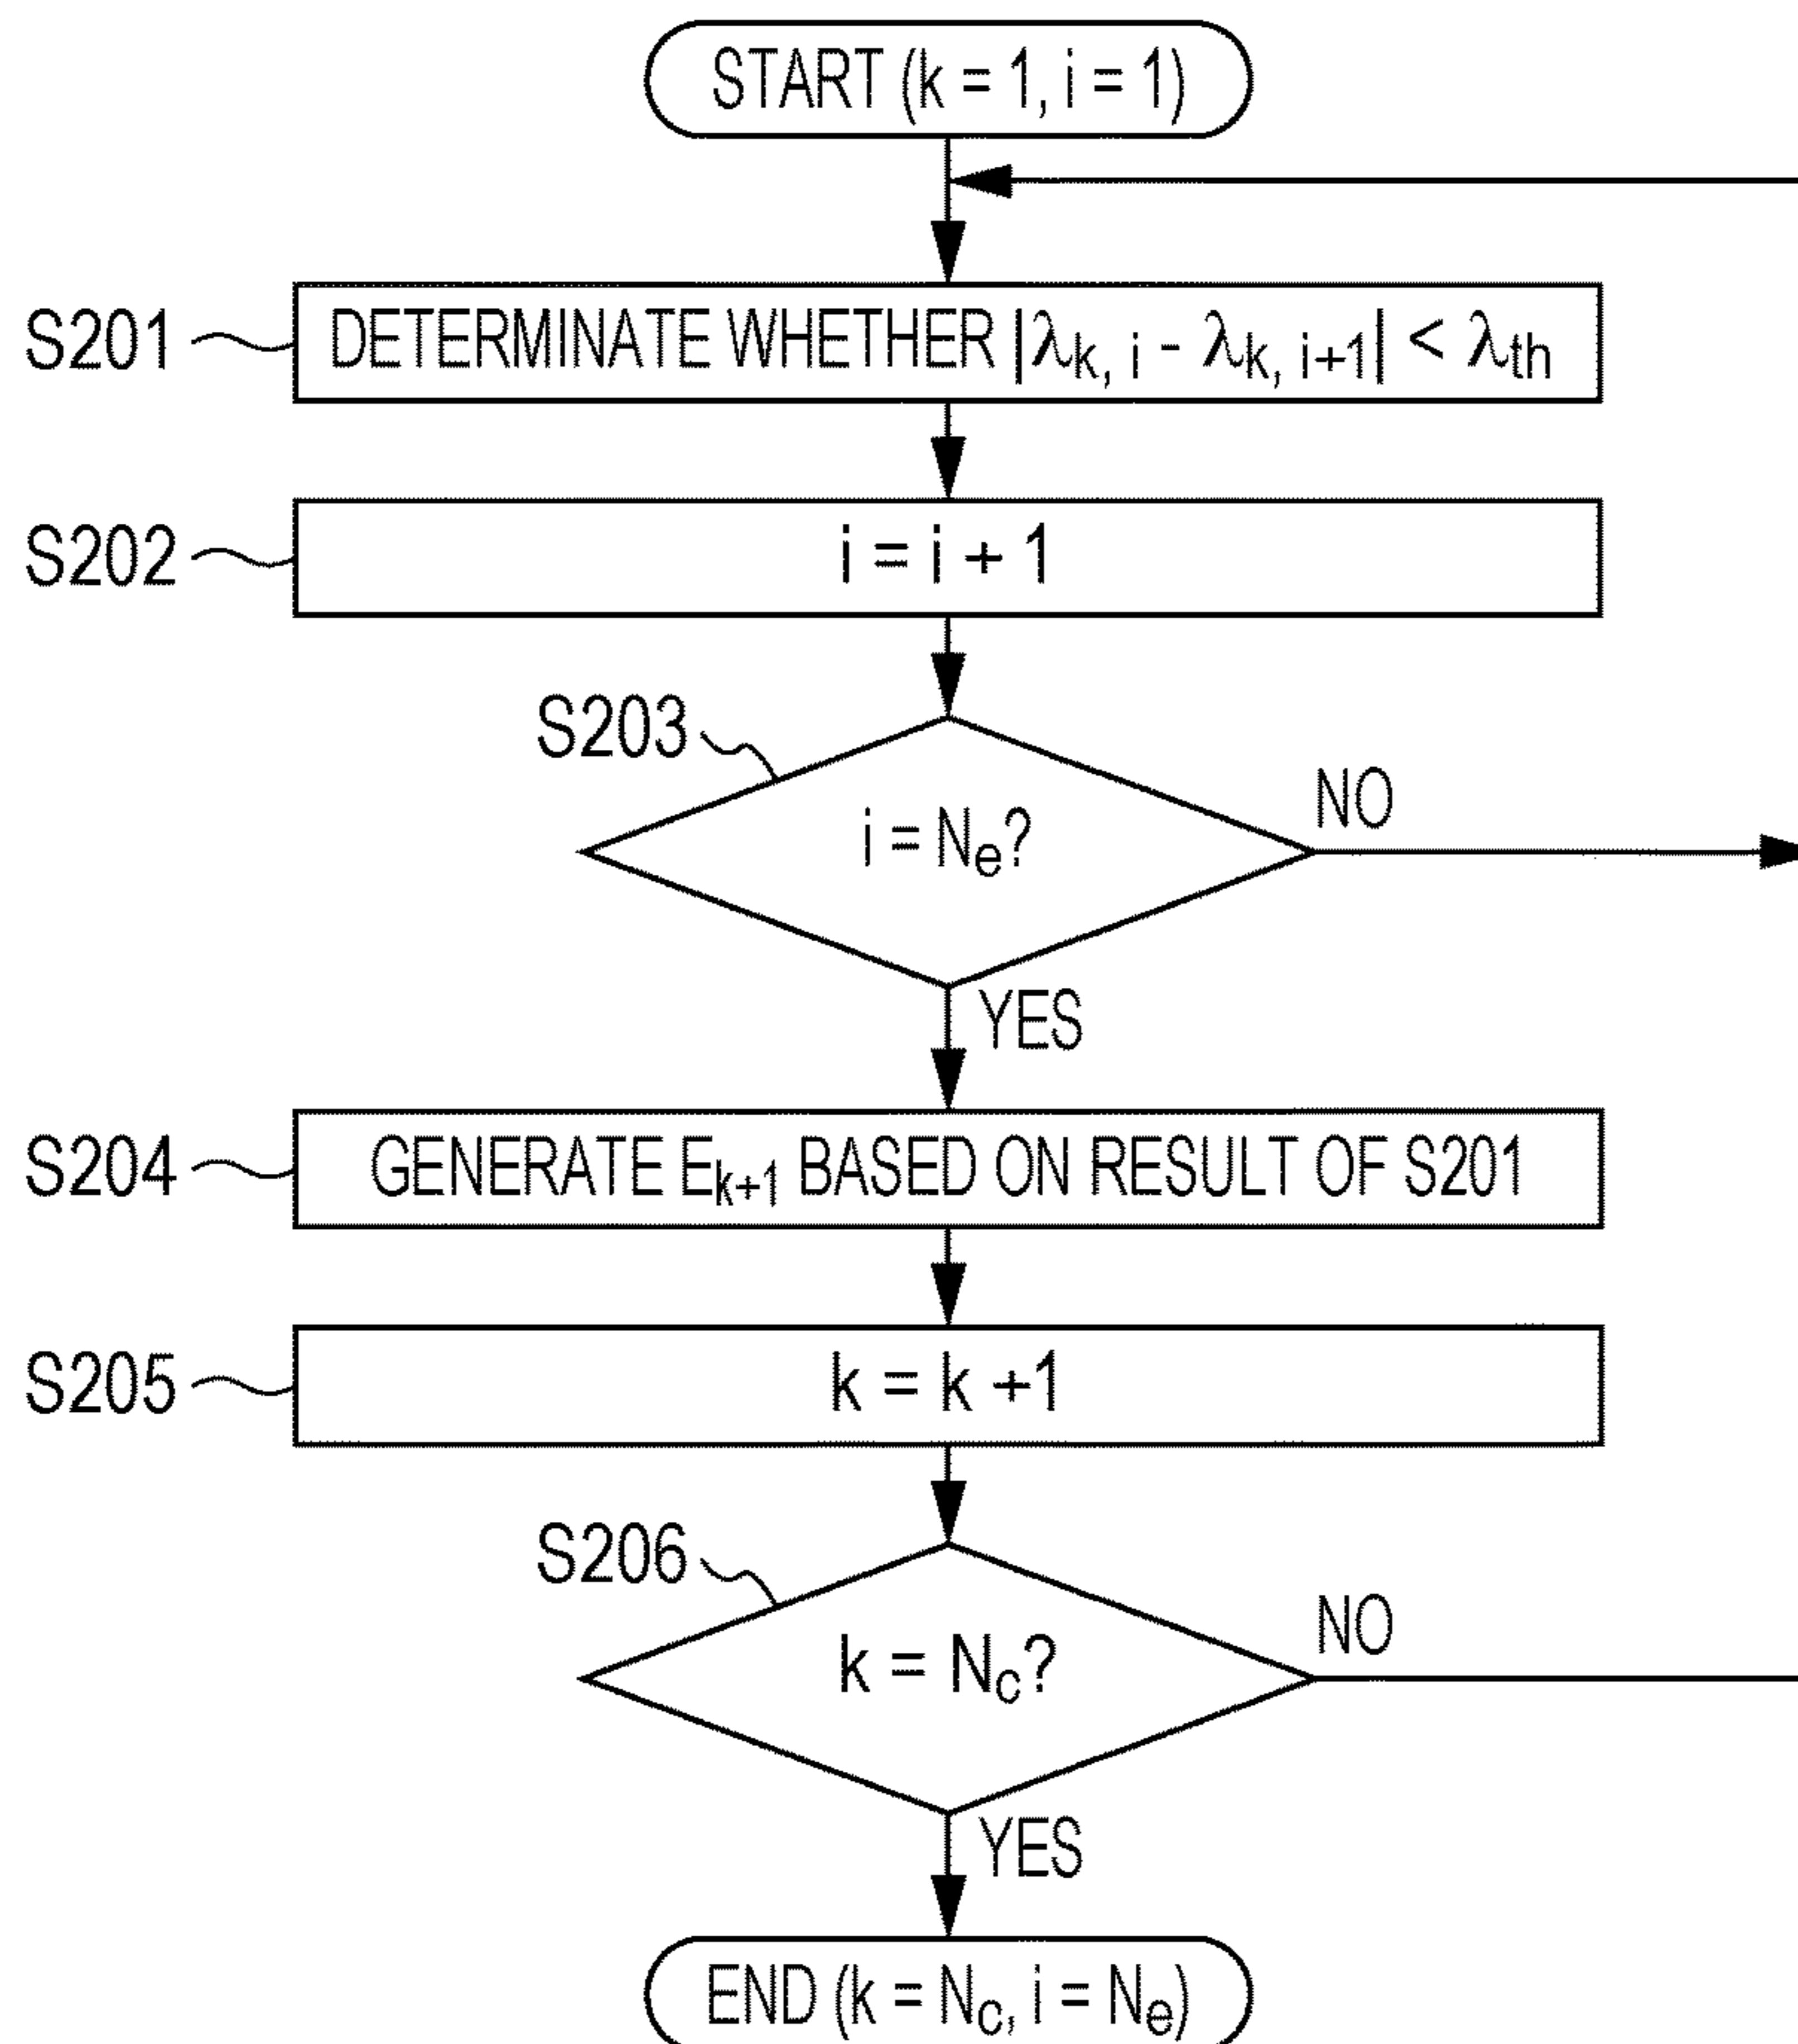 START (k = 1, i = 1)
S201
DETERMINATE WHETHER |λk, i - λk, i+1| < λth
S202
i = i + 1
S203
i = Ne?
NO
YES
S204
GENERATE Ek+1 BASED ON RESULT OF S201
S205
k = k +1
S206
k = Nc?
NO
YES
END (k = Nc, i = Ne)